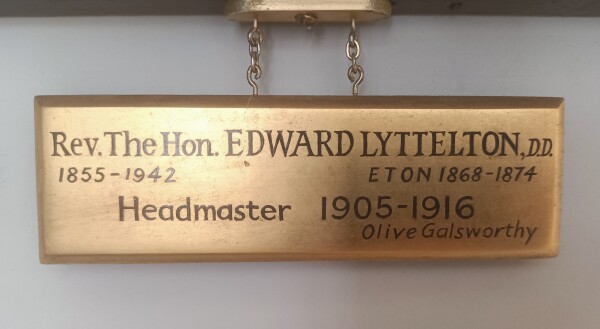 Rev. The Hon. EDWARD LYTTELTON, D.D.
1855-1942 ETON 1868-1874
Headmaster 1905-1916
Olive Galsworthy